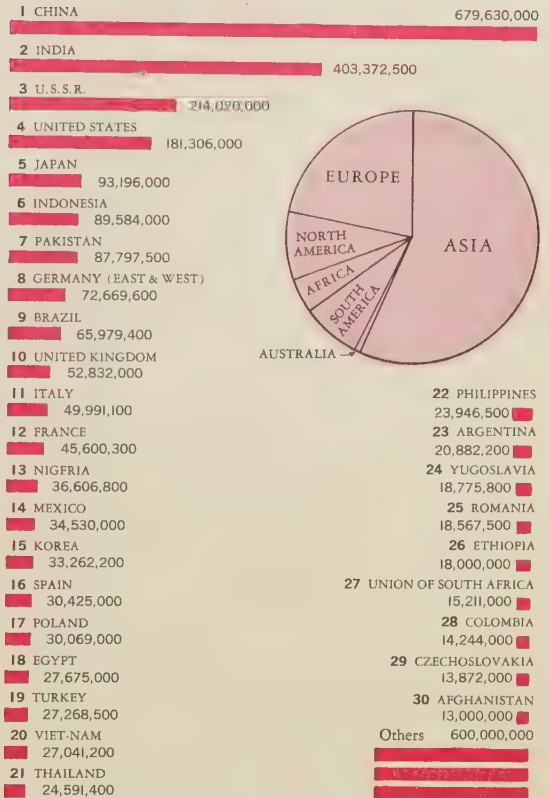 1 CHINA
679,630,000
2 INDIA
403,372,500
3 U.S.S.R.
214,020,000
4 UNITED STATES
181,306,000
5 JAPAN
93,196,000
6 INDONESIA
89,584,000
7 PAKISTAN
87,797,500
8 GERMANY (EAST & WEST)
72,669,600
9 BRAZIL
65,979,400
10 UNITED KINGDOM
52,832,000
11 ITALY
49,991,100
12 FRANCE
45,600,300
13 NIGERIA
36,606,800
14 MEXICO
34,530,000
15 KOREA
33,262,200
16 SPAIN
30,425,000
17 POLAND
30,069,000
18 EGYPT
27,675,000
19 TURKEY
27,268,500
20 VIET-NAM
27,041,200
21 THAILAND
24,591,400
EUROPE
ASIA
NORTH
AMERICA
AFRICA
SOUTH
AMERICA
AUSTRALIA
22 PHILIPPINES
23,946,500
23 ARGENTINA
20,882,200
24 YUGOSLAVIA
18,775,800
25 ROMANIA
18,567,500
26 ETHIOPIA
18,000,000
27 UNION OF SOUTH AFRICA
15,211,000
28 COLOMBIA
14,244,000
29 CZECHOSLOVAKIA
13,872,000
30 AFGHANISTAN
13,000,000
Others 600,000,000